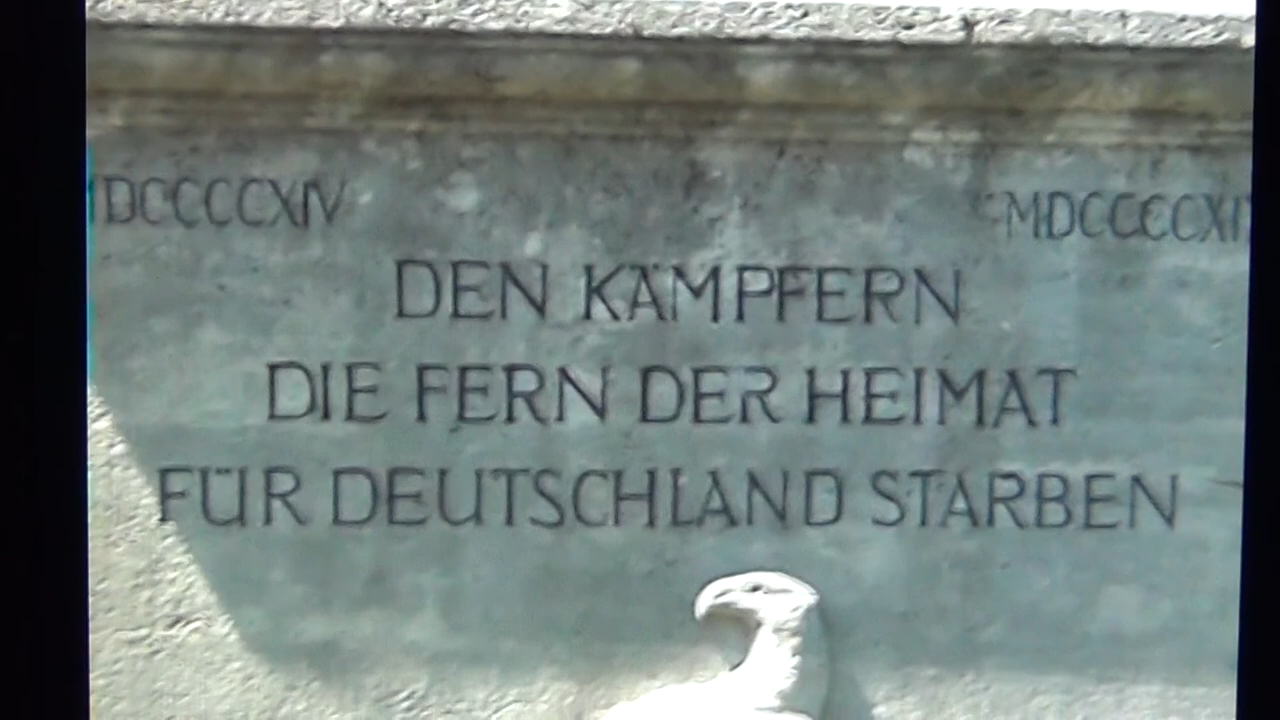 DCCCCXIV MDCCCCXI
DEN KÄMPFERN
DIE FERN DER HEIMAT
FÜR DEUTSCHLAND STARBEN